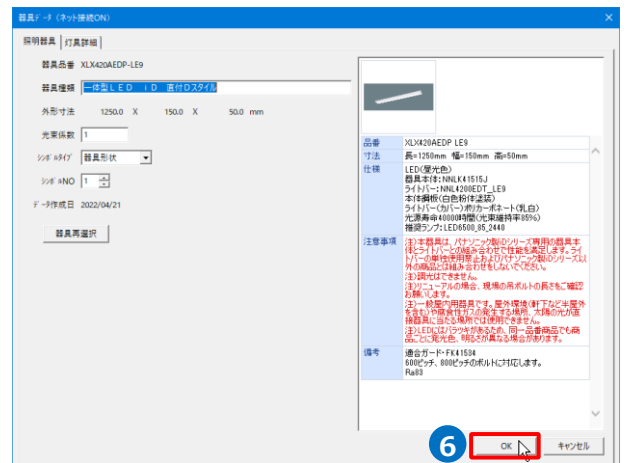 器具ﾃﾞｰﾀ (ネット接続ON)
照明器具 灯具詳細
器具品番 XLX420AEDP-LE9
器具種類 一体型LED iD 直付Dスタイル
外形寸法 1250.0 X 150.0 X 50.0 mm
光束係数 1
ｼﾝﾎﾞﾙﾀｲﾌﾟ 器具形状
ｼﾝﾎﾞﾙNO 1
ﾃﾞｰﾀ作成日 2022/04/21
器具再選択
品番 XLX420AEDP LE9
寸法 長=1250mm 幅=150mm 高=50mm
仕様 LED(昼光色)
器具本体:NNLK41515J
ライトバー:NNL4200EDT_LE9
本体鋼板(白色粉体塗装)
ライトバー(カバー)ポリカーボネート(乳白)
光源寿命40000時間(光束維持率85%)
推奨ランプ:LED6500_85_2440
注意事項 注)本器具は、パナソニック製iDシリーズ専用の器具本
体とライトバーとの組み合わせで性能を満足します。ライ
トバーの単独使用禁止およびパナソニック製iDシリーズ以
外の商品とは組み合わせをしないでください。
注)調光はできません。
注)リニューアルの場合、現場の吊ボルトの長さをご確認
お願いします。
注)一般屋内用器具です。屋外環境(軒下など半屋外
を含む)や腐食性ガスの発生する場所、太陽の光が直
接器具に当たる場所では使用できません。
注)LEDにはバラツキがあるため、同一品番商品でも商
品ごとに発光色、明るさが異なる場合があります。
備考 適合ガード・FK41534
600ピッチ、800ピッチのボルトに対応します。
Ra83
6
OK
キャンセル